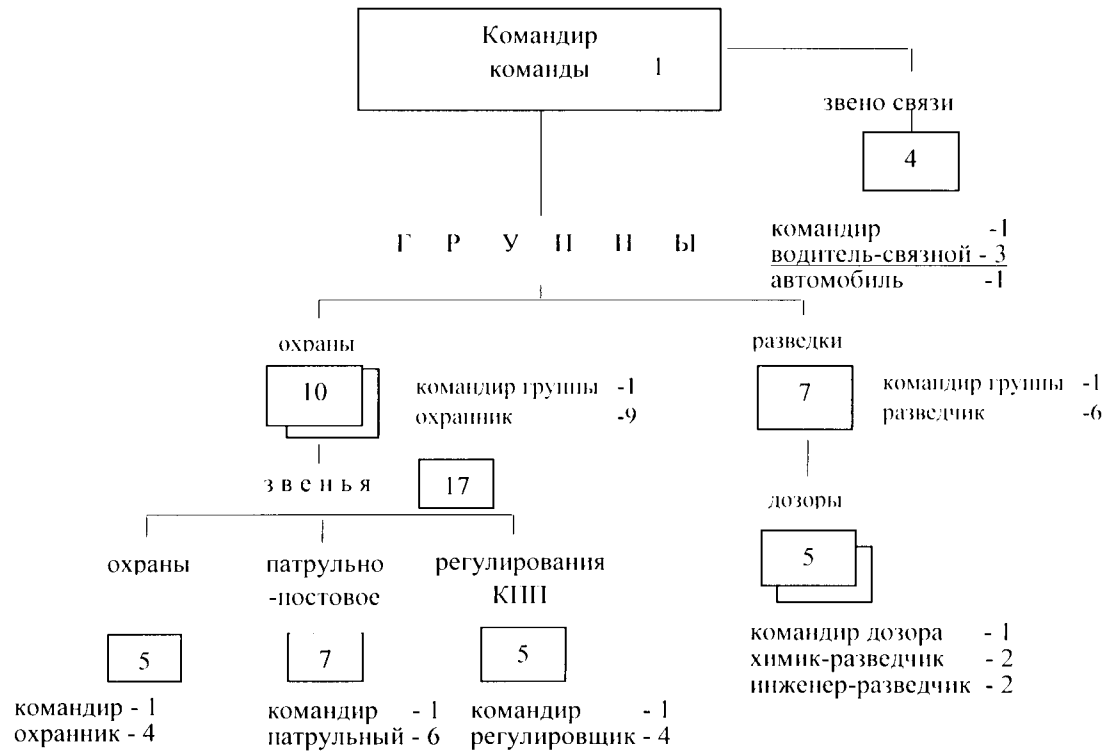 Командир
команды 1
звено связи
4
командир -1
водитель-связной - 3
автомобиль -1
Г Р У П П Ы
охраны
10
командир группы -1
охранник -9
разведки
7
командир группы -1
разведчик -6
звенья
17
дозоры
5
командир дозора - 1
химик-разведчик - 2
инженер-разведчик - 2
охраны
5
командир - 1
охранник - 4
патрульно
-постовое
7
командир - 1
патрульный - 6
регулирования
КПП
5
командир - 1
регулировщик - 4